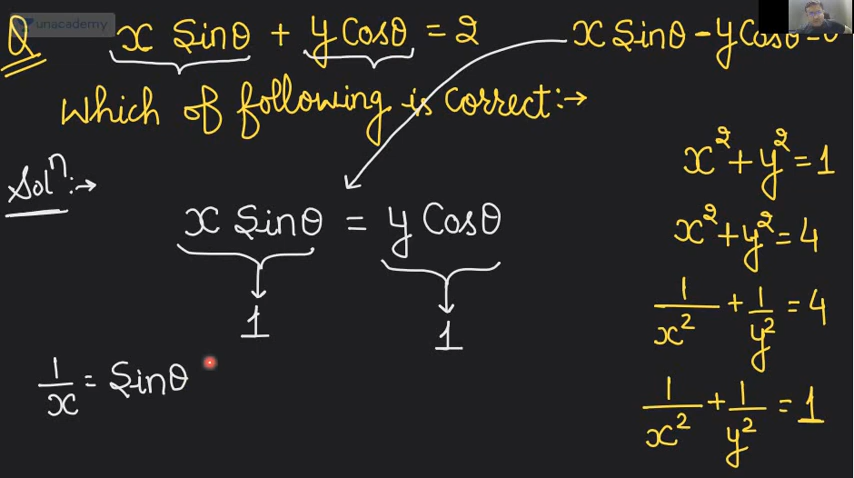 unacademy
Q x Sinθ + y Cosθ = 2 x Sinθ - y Cosθ = 0
Which of following is correct:→
x² + y² = 1
Solⁿ:→
x² + y² = 4
x Sinθ = y Cosθ
1/x² + 1/y² = 4
1 1
1/x = Sinθ
1/x² + 1/y² = 1